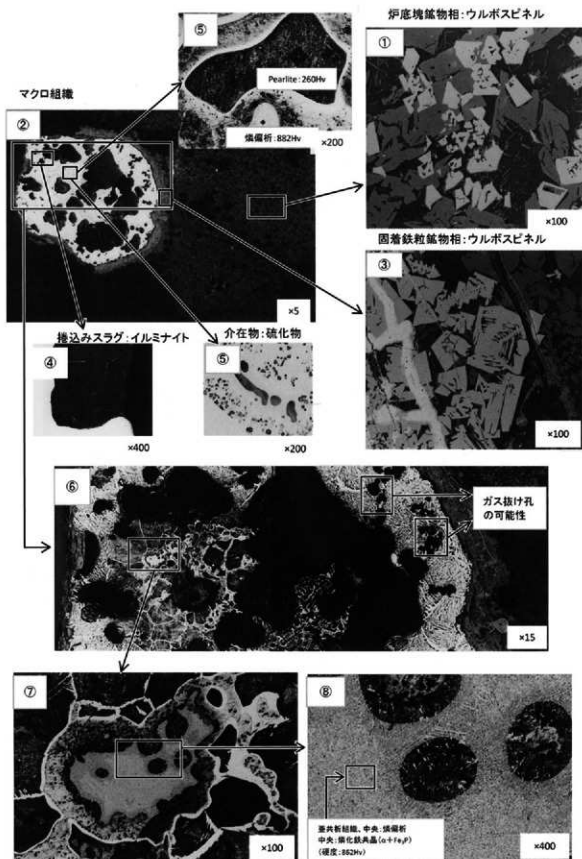 炉底塊鉱物相:ウルボスピネル
⑤
①
Pearlite:260Hv
マクロ組織
燐偏析:882Hv
×200
②
×100
固着鉄粒鉱物相:ウルボスピネル
③
×5
捲込みスラグ:イルミナイト
介在物:硫化物
④
⑤
×400
×200
×100
⑥
ガス抜け孔
の可能性
×15
⑦
⑧
亜共析組織、中央:燐偏析
中央:燐化鉄共晶(α+Fe₃P)
(硬度:862Hv)
×100
×400